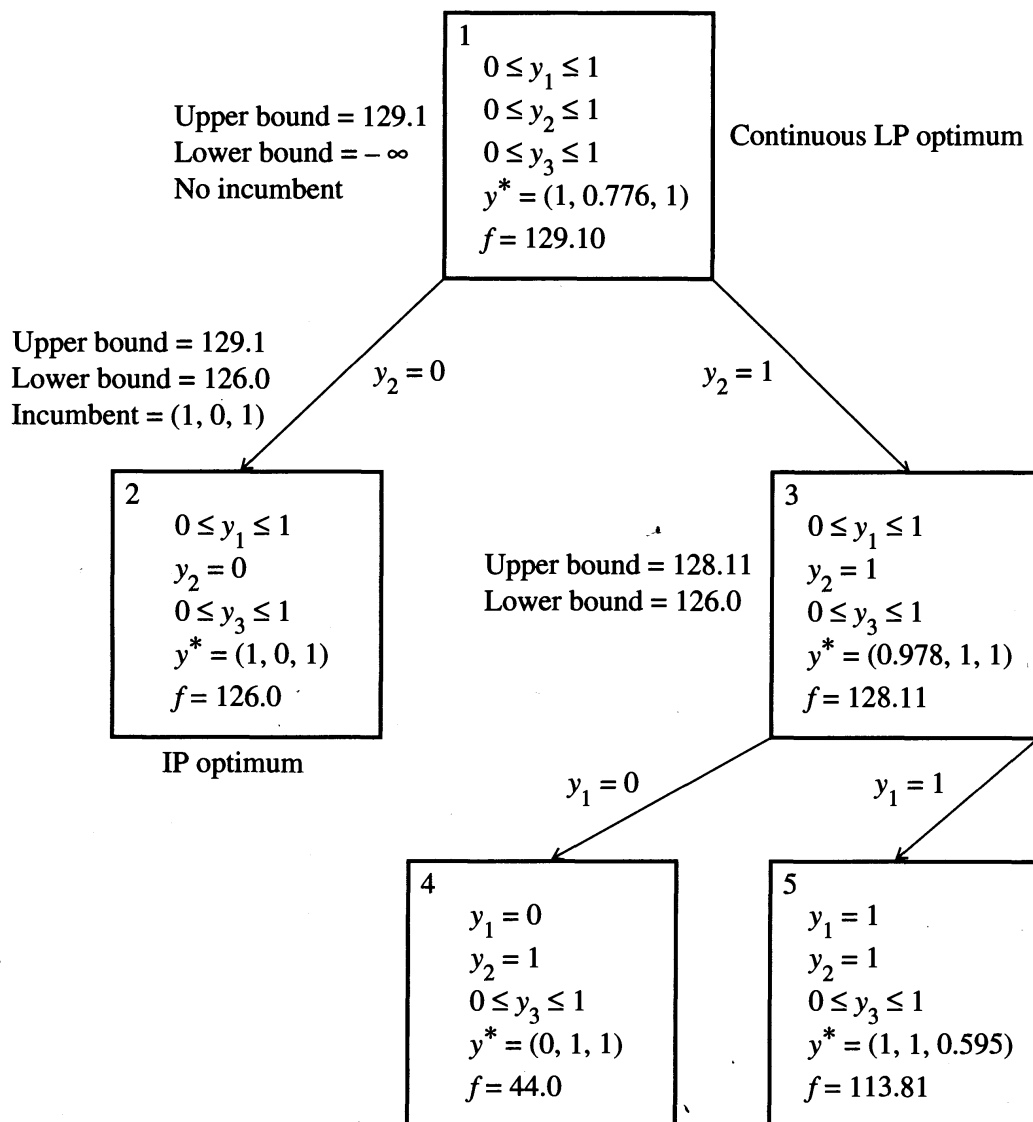 1
0 ≤ y₁ ≤ 1
0 ≤ y₂ ≤ 1
0 ≤ y₃ ≤ 1
y* = (1, 0.776, 1)
f = 129.10
Upper bound = 129.1
Lower bound = – ∞
No incumbent
Continuous LP optimum
Upper bound = 129.1
Lower bound = 126.0
Incumbent = (1, 0, 1)
y₂ = 0
y₂ = 1
2
0 ≤ y₁ ≤ 1
y₂ = 0
0 ≤ y₃ ≤ 1
y* = (1, 0, 1)
f = 126.0
IP optimum
Upper bound = 128.11
Lower bound = 126.0
3
0 ≤ y₁ ≤ 1
y₂ = 1
0 ≤ y₃ ≤ 1
y* = (0.978, 1, 1)
f = 128.11
y₁ = 0
y₁ = 1
4
y₁ = 0
y₂ = 1
0 ≤ y₃ ≤ 1
y* = (0, 1, 1)
f = 44.0
5
y₁ = 1
y₂ = 1
0 ≤ y₃ ≤ 1
y* = (1, 1, 0.595)
f = 113.81